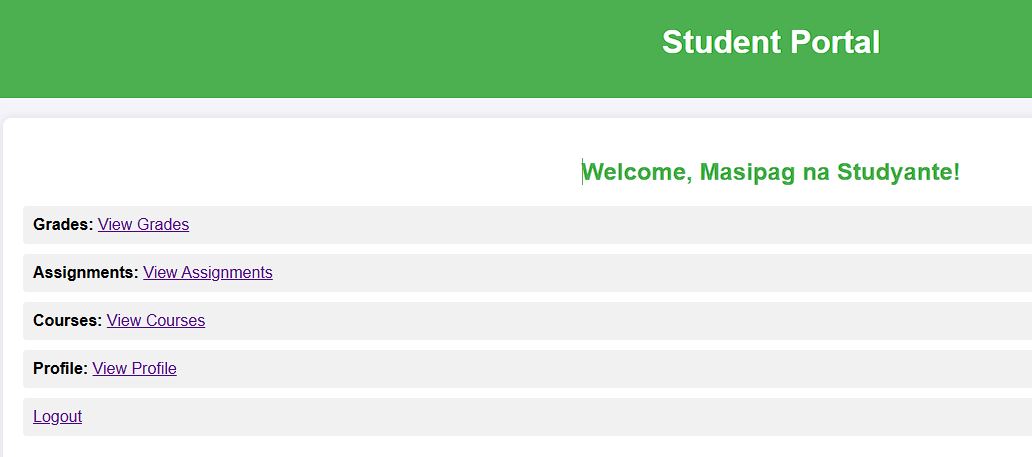 Student Portal
Welcome, Masipag na Studyante!
Grades: View Grades
Assignments: View Assignments
Courses: View Courses
Profile: View Profile
Logout